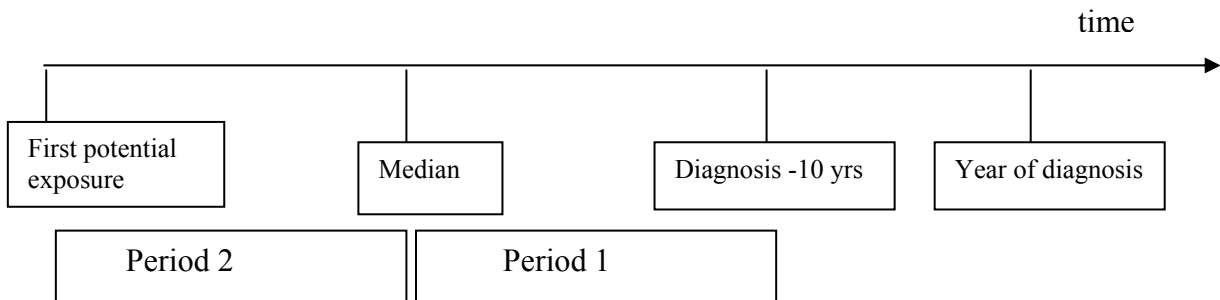 time
First potential
exposure
Median
Diagnosis -10 yrs
Year of diagnosis
Period 2
Period 1